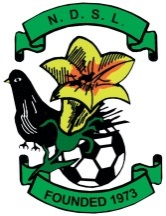 N. D. S. L.
FOUNDED 1973